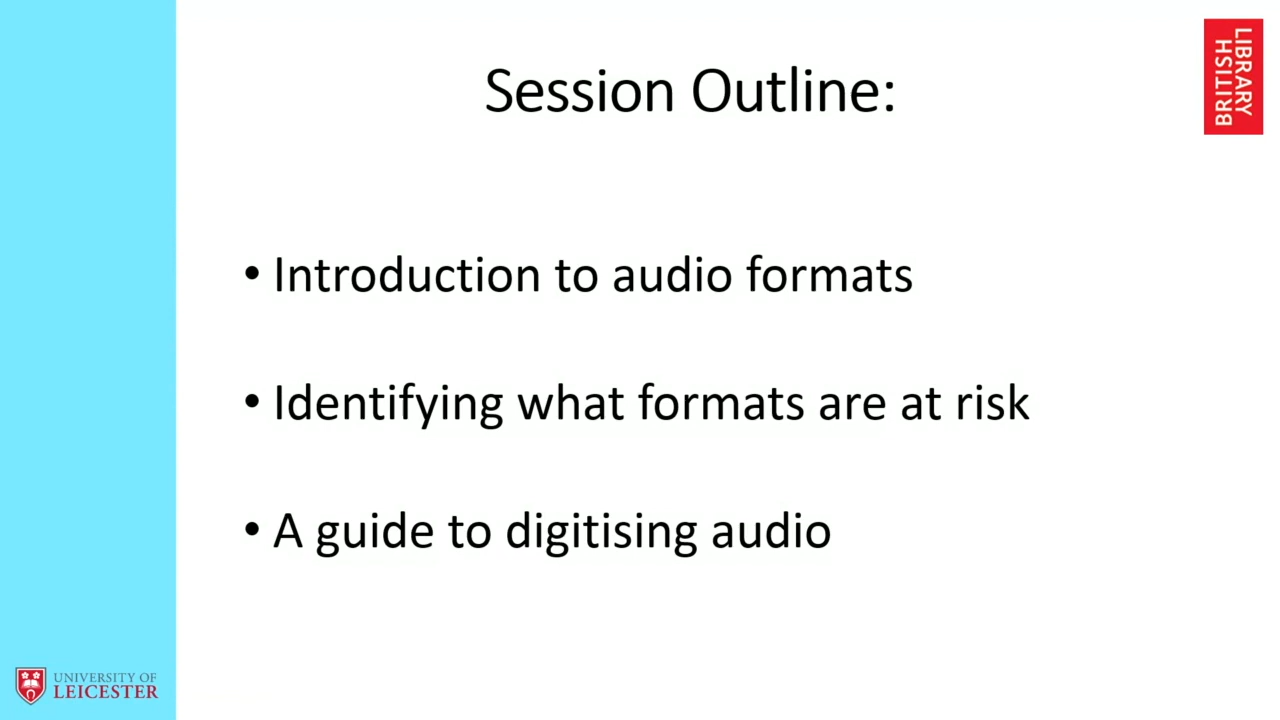 Session Outline:
LIBRARY
BRITISH
• Introduction to audio formats
• Identifying what formats are at risk
• A guide to digitising audio
UNIVERSITY OF
LEICESTER